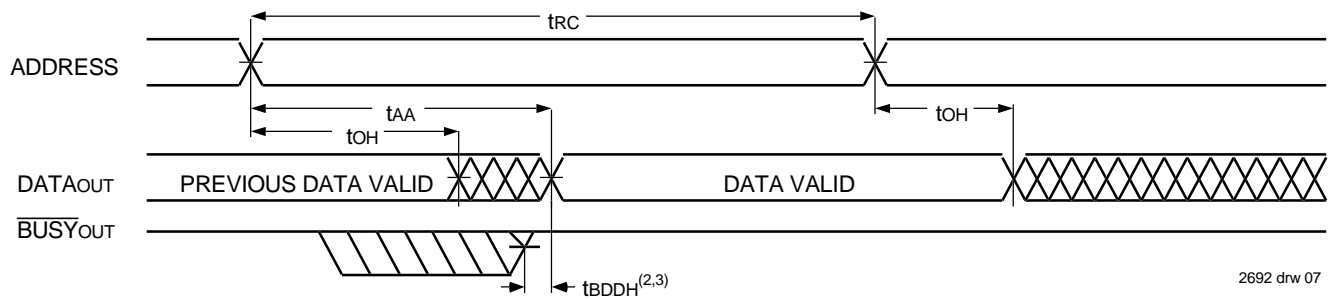 tRC
ADDRESS
tAA
tOH
tOH
DATAOUT
PREVIOUS DATA VALID
DATA VALID
BUSYOUT
tBDDH(2,3)
2692 drw 07